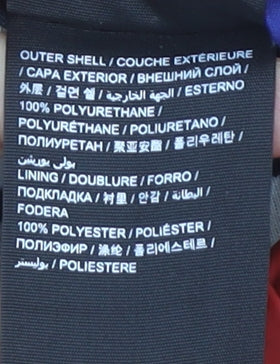 OUTER SHELL / COUCHE EXTÉRIEURE
/ CAPA EXTERIOR / ВНЕШНИЙ СЛОЙ /
外层 / 겉면 쉘 / الجهة الخارجية / ESTERNO
100% POLYURETHANE /
POLYURÉTHANE / POLIURETANO /
ПОЛИУРЕТАН / 聚亚安酯 / 폴리우레탄 /
بولي يوريثين
LINING / DOUBLURE / FORRO /
ПОДКЛАДКА / 衬里 / 안감 / البطانة /
FODERA
100% POLYESTER / POLIÉSTER /
ПОЛИЭФИР / 涤纶 / 폴리에스테르 /
بوليستر / POLIESTERE